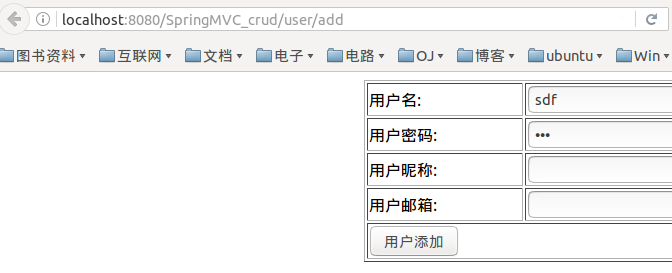 localhost:8080/SpringMVC_crud/user/add
图书资料 互联网 文档 电子 电路 OJ 博客 ubuntu Win
用户名: sdf
用户密码: •••
用户昵称:
用户邮箱:
用户添加